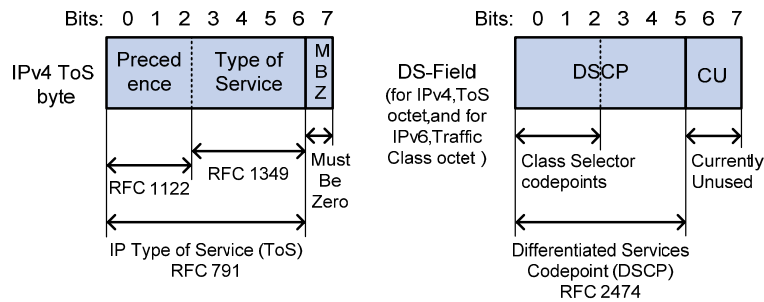 Bits: 0 1 2 3 4 5 6 7
IPv4 ToS
byte
Preced
ence
Type of
Service
M
B
Z
RFC 1122
RFC 1349
Must
Be
Zero
IP Type of Service (ToS)
RFC 791
Bits: 0 1 2 3 4 5 6 7
DS-Field
(for IPv4,ToS
octet,and for
IPv6,Traffic
Class octet )
DSCP
CU
Class Selector
codepoints
Currently
Unused
Differentiated Services
Codepoint (DSCP)
RFC 2474